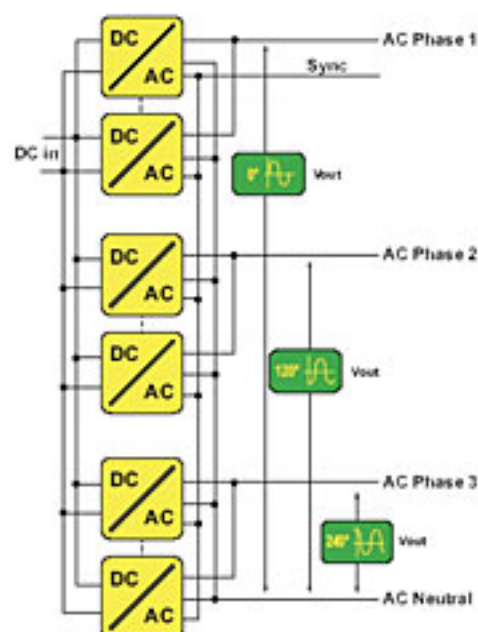 DC
AC
AC Phase 1
Sync
DC
AC
DC in
0° Vout
DC
AC
AC Phase 2
DC
AC
120° Vout
DC
AC
AC Phase 3
240° Vout
DC
AC
AC Neutral